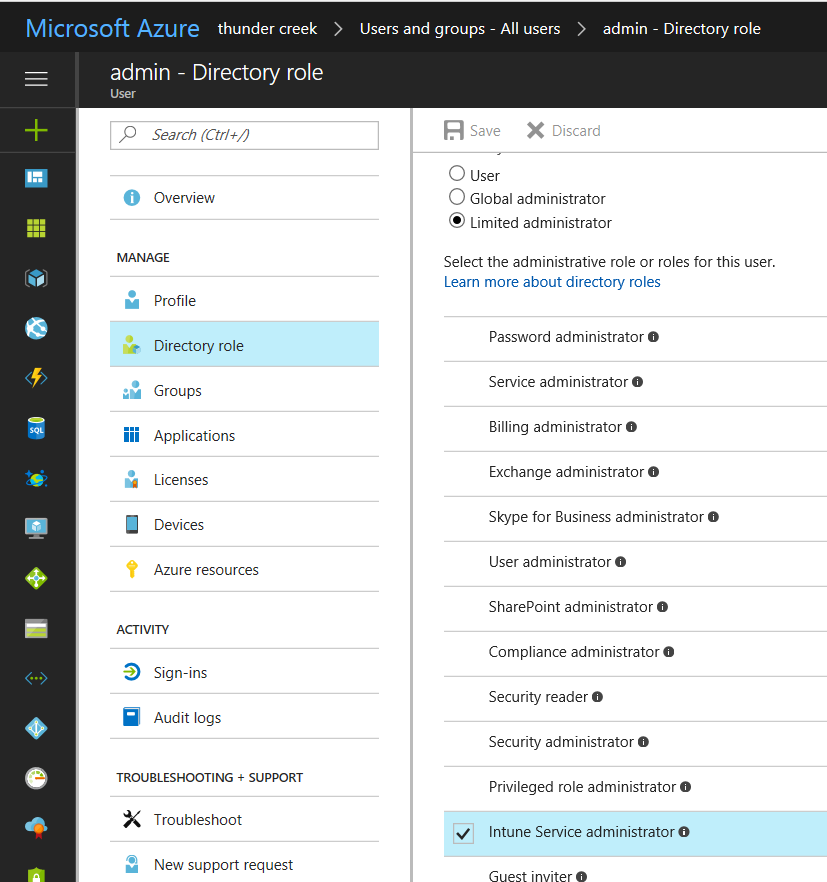 Microsoft Azure thunder creek > Users and groups - All users > admin - Directory role
admin - Directory role
User
Search (Ctrl+/)
Overview
MANAGE
Profile
Directory role
Groups
Applications
Licenses
Devices
Azure resources
ACTIVITY
Sign-ins
Audit logs
TROUBLESHOOTING + SUPPORT
Troubleshoot
New support request
Save Discard
User
Global administrator
Limited administrator
Select the administrative role or roles for this user.
Learn more about directory roles
Password administrator
Service administrator
Billing administrator
Exchange administrator
Skype for Business administrator
User administrator
SharePoint administrator
Compliance administrator
Security reader
Security administrator
Privileged role administrator
Intune Service administrator
Guest inviter
SQL